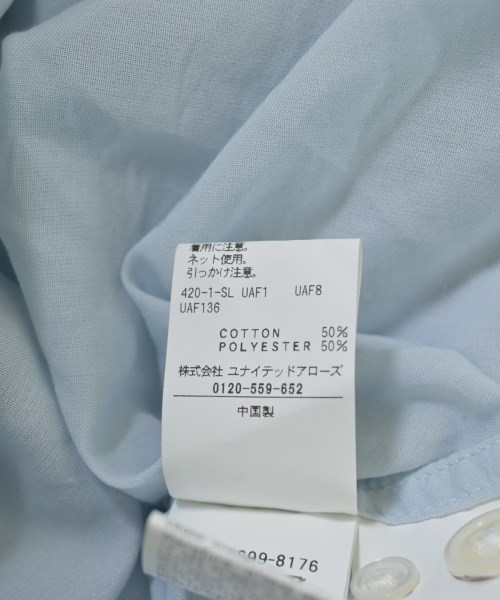 着用に注意。
ネット使用。
引っかけ注意。
420-1-SL UAF1 UAF8
UAF136
COTTON 50%
POLYESTER 50%
株式会社 ユナイテッドアローズ
0120-559-652
中国製
699-8176